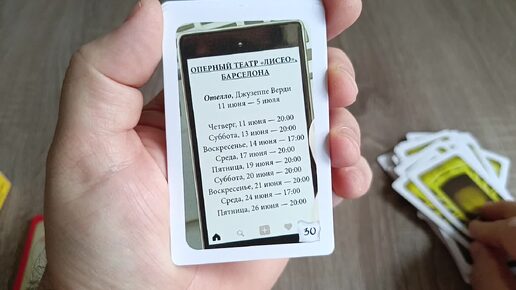 ОПЕРНЫЙ ТЕАТР «ЛИСЕО»,
БАРСЕЛОНА
Отелло, Джузеппе Верди
11 июня — 5 июля
Четверг, 11 июня — 20:00
Суббота, 13 июня — 20:00
Воскресенье, 14 июня — 17:00
Среда, 17 июня — 20:00
Пятница, 19 июня — 20:00
Суббота, 20 июня — 20:00
Воскресенье, 21 июня — 20:00
Среда, 24 июня — 17:00
Пятница, 26 июня — 20:00
30